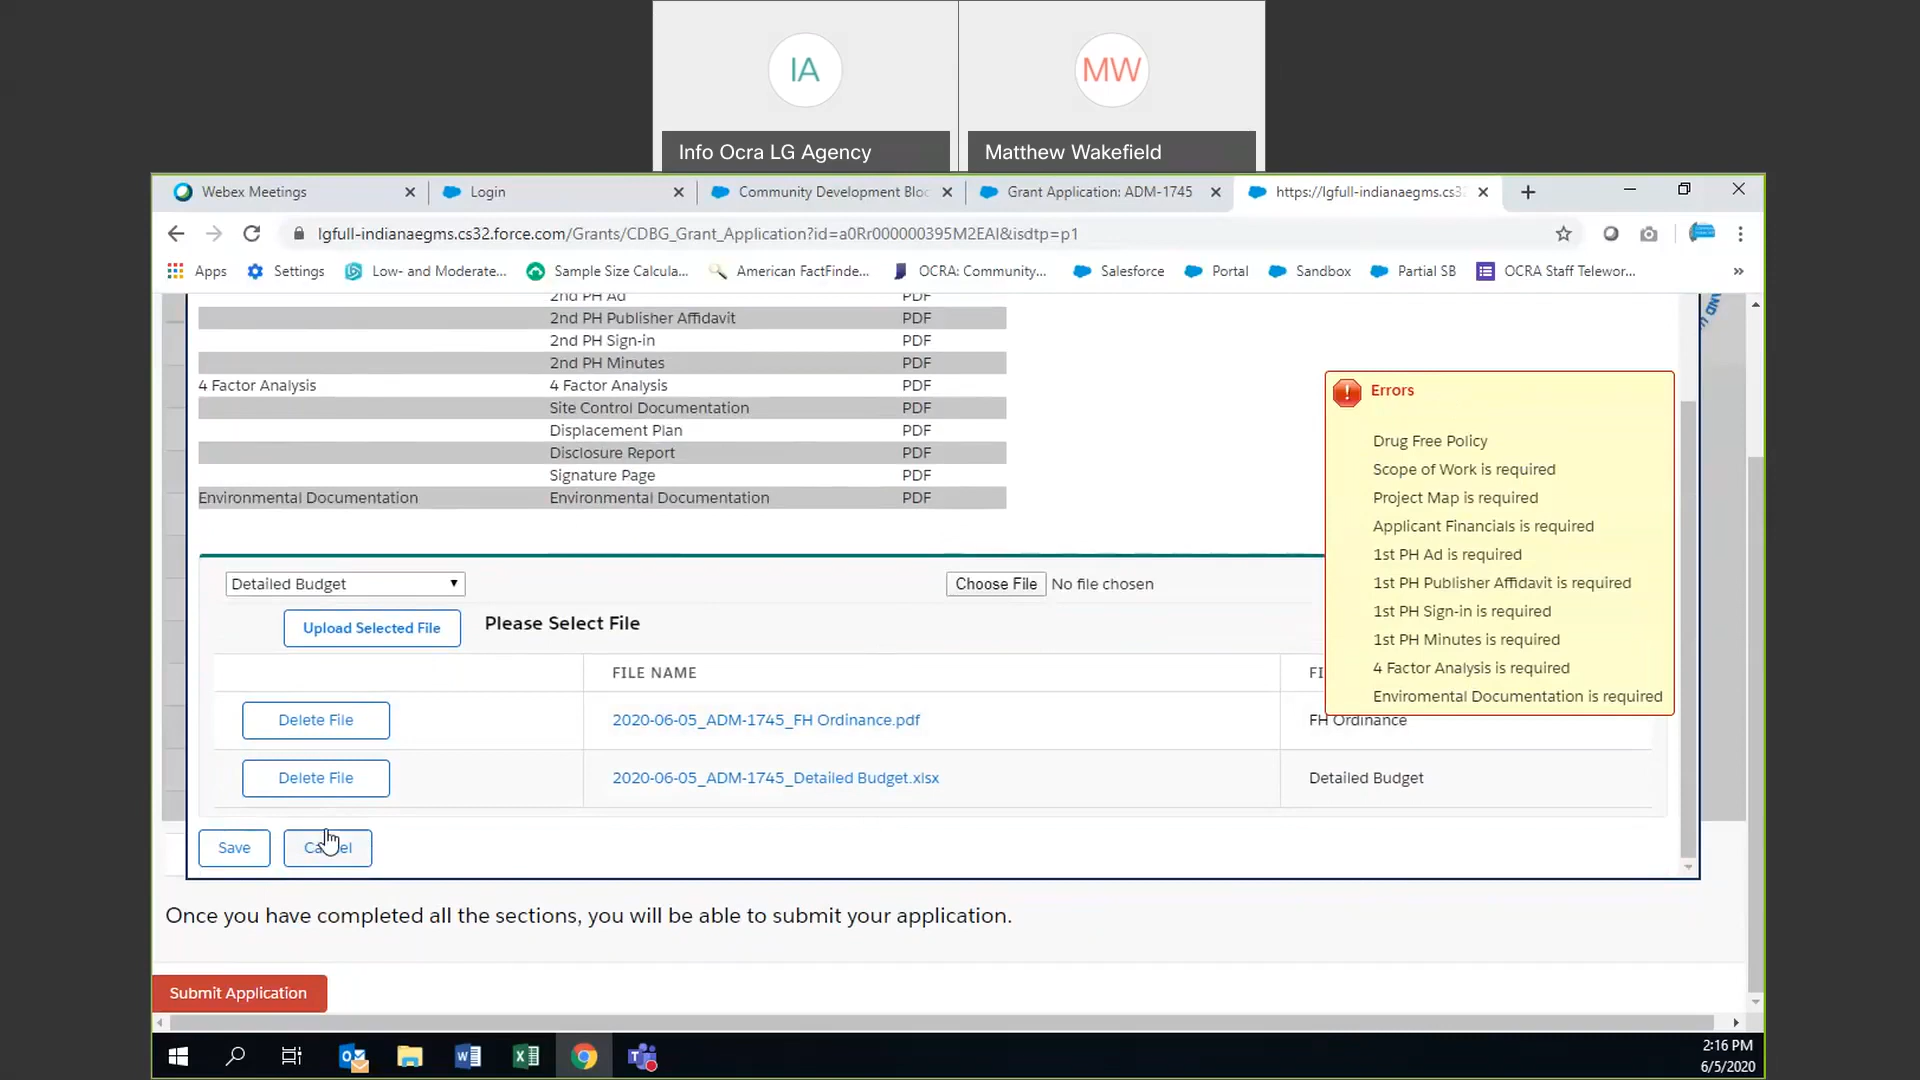 IA
MW
Info Ocra LG Agency
Matthew Wakefield
Webex Meetings
Login
Community Development Bloc
Grant Application: ADM-1745
https://lgfull-indianaegms.cs32
lgfull-indianaegms.cs32.force.com/Grants/CDBG_Grant_Application?id=a0Rr000000395M2EAI&isdtp=p1
Apps
Settings
Low- and Moderate...
Sample Size Calcula...
American FactFinde...
OCRA: Community...
Salesforce
Portal
Sandbox
Partial SB
OCRA Staff Telewor...
»
2nd PH Ad PDF
2nd PH Publisher Affidavit PDF
2nd PH Sign-in PDF
2nd PH Minutes PDF
4 Factor Analysis 4 Factor Analysis PDF
Site Control Documentation PDF
Displacement Plan PDF
Disclosure Report PDF
Signature Page PDF
Environmental Documentation Environmental Documentation PDF
Errors
Drug Free Policy
Scope of Work is required
Project Map is required
Applicant Financials is required
1st PH Ad is required
1st PH Publisher Affidavit is required
1st PH Sign-in is required
1st PH Minutes is required
4 Factor Analysis is required
Enviromental Documentation is required
Detailed Budget
Choose File No file chosen
Upload Selected File
Please Select File
FILE NAME
Delete File 2020-06-05_ADM-1745_FH Ordinance.pdf FH Ordinance
Delete File 2020-06-05_ADM-1745_Detailed Budget.xlsx Detailed Budget
Save
Cancel
Once you have completed all the sections, you will be able to submit your application.
Submit Application
2:16 PM
6/5/2020